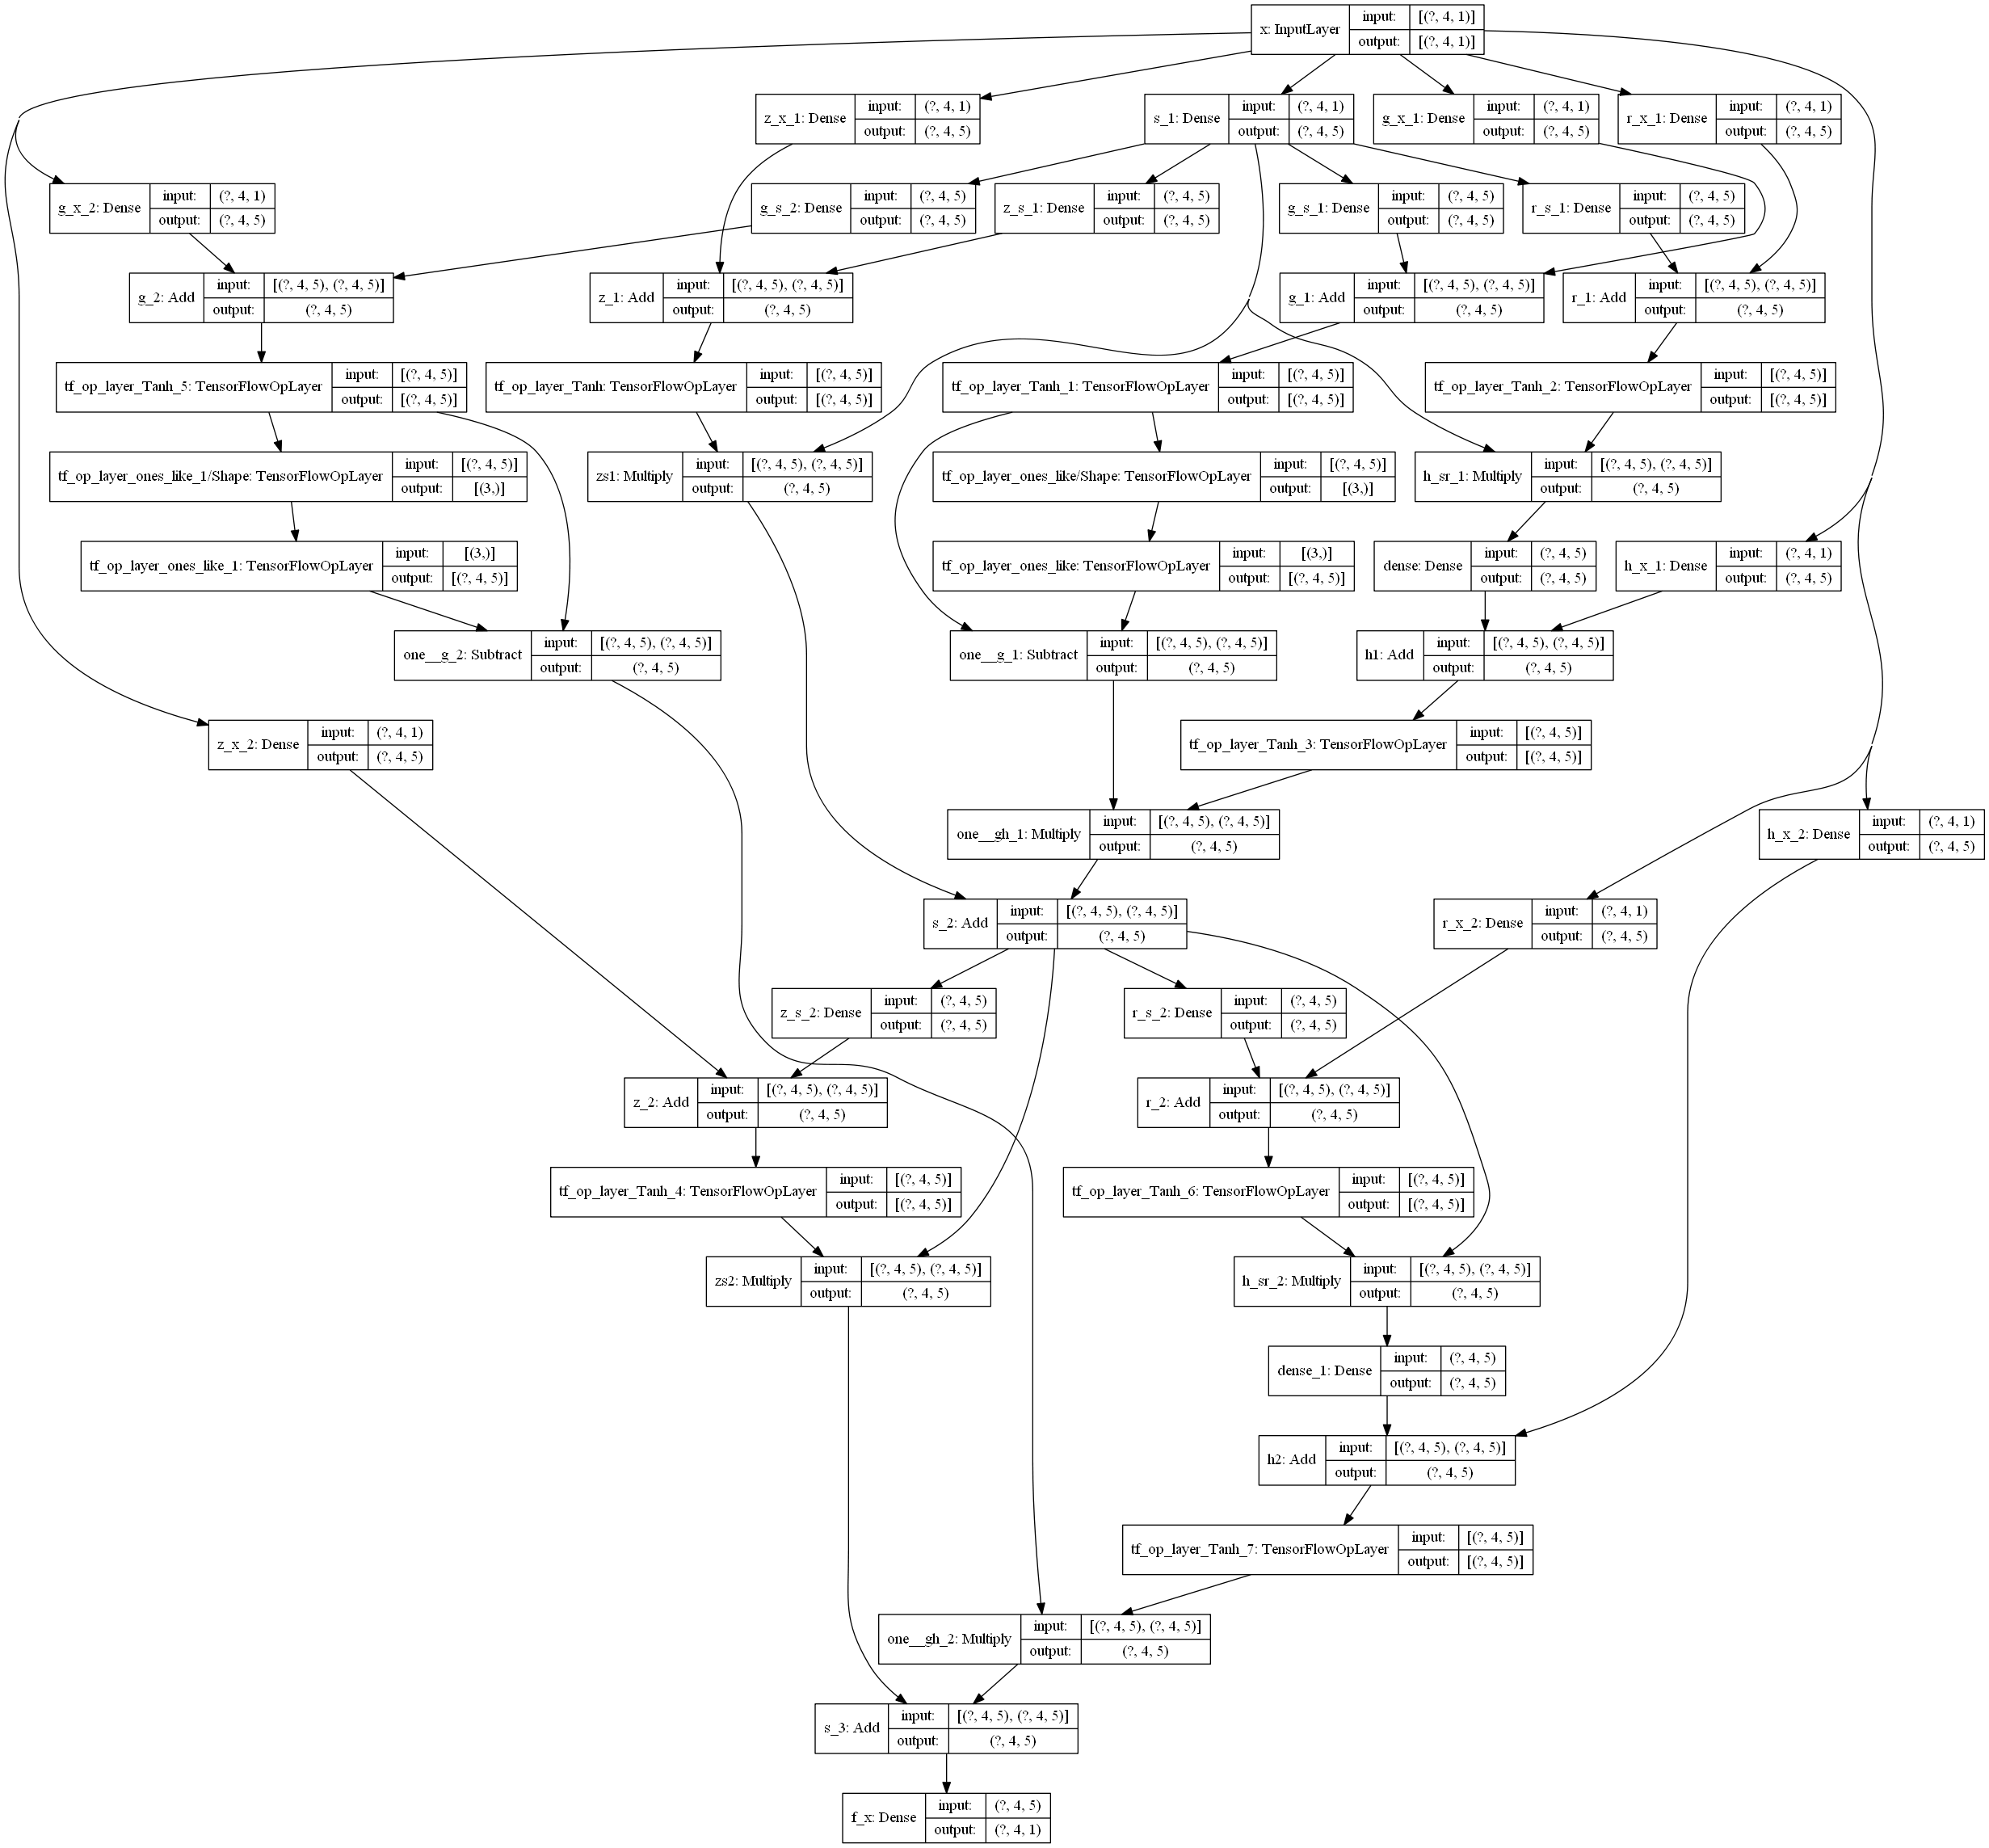 x: InputLayer input: [(?, 4, 1)]
output: [(?, 4, 1)]
z_x_1: Dense input: (?, 4, 1)
output: (?, 4, 5)
s_1: Dense input: (?, 4, 1)
output: (?, 4, 5)
g_x_1: Dense input: (?, 4, 1)
output: (?, 4, 5)
r_x_1: Dense input: (?, 4, 1)
output: (?, 4, 5)
g_x_2: Dense input: (?, 4, 1)
output: (?, 4, 5)
g_s_2: Dense input: (?, 4, 5)
output: (?, 4, 5)
z_s_1: Dense input: (?, 4, 5)
output: (?, 4, 5)
g_s_1: Dense input: (?, 4, 5)
output: (?, 4, 5)
r_s_1: Dense input: (?, 4, 5)
output: (?, 4, 5)
g_2: Add input: [(?, 4, 5), (?, 4, 5)]
output: (?, 4, 5)
z_1: Add input: [(?, 4, 5), (?, 4, 5)]
output: (?, 4, 5)
g_1: Add input: [(?, 4, 5), (?, 4, 5)]
output: (?, 4, 5)
r_1: Add input: [(?, 4, 5), (?, 4, 5)]
output: (?, 4, 5)
tf_op_layer_Tanh_5: TensorFlowOpLayer input: [(?, 4, 5)]
output: [(?, 4, 5)]
tf_op_layer_Tanh: TensorFlowOpLayer input: [(?, 4, 5)]
output: [(?, 4, 5)]
tf_op_layer_Tanh_1: TensorFlowOpLayer input: [(?, 4, 5)]
output: [(?, 4, 5)]
tf_op_layer_Tanh_2: TensorFlowOpLayer input: [(?, 4, 5)]
output: [(?, 4, 5)]
tf_op_layer_ones_like_1/Shape: TensorFlowOpLayer input: [(?, 4, 5)]
output: [(3,)]
zs1: Multiply input: [(?, 4, 5), (?, 4, 5)]
output: (?, 4, 5)
tf_op_layer_ones_like/Shape: TensorFlowOpLayer input: [(?, 4, 5)]
output: [(3,)]
h_sr_1: Multiply input: [(?, 4, 5), (?, 4, 5)]
output: (?, 4, 5)
tf_op_layer_ones_like_1: TensorFlowOpLayer input: [(3,)]
output: [(?, 4, 5)]
tf_op_layer_ones_like: TensorFlowOpLayer input: [(3,)]
output: [(?, 4, 5)]
dense: Dense input: (?, 4, 5)
output: (?, 4, 5)
h_x_1: Dense input: (?, 4, 1)
output: (?, 4, 5)
one__g_2: Subtract input: [(?, 4, 5), (?, 4, 5)]
output: (?, 4, 5)
one__g_1: Subtract input: [(?, 4, 5), (?, 4, 5)]
output: (?, 4, 5)
h1: Add input: [(?, 4, 5), (?, 4, 5)]
output: (?, 4, 5)
z_x_2: Dense input: (?, 4, 1)
output: (?, 4, 5)
tf_op_layer_Tanh_3: TensorFlowOpLayer input: [(?, 4, 5)]
output: [(?, 4, 5)]
one__gh_1: Multiply input: [(?, 4, 5), (?, 4, 5)]
output: (?, 4, 5)
h_x_2: Dense input: (?, 4, 1)
output: (?, 4, 5)
s_2: Add input: [(?, 4, 5), (?, 4, 5)]
output: (?, 4, 5)
r_x_2: Dense input: (?, 4, 1)
output: (?, 4, 5)
z_s_2: Dense input: (?, 4, 5)
output: (?, 4, 5)
r_s_2: Dense input: (?, 4, 5)
output: (?, 4, 5)
z_2: Add input: [(?, 4, 5), (?, 4, 5)]
output: (?, 4, 5)
r_2: Add input: [(?, 4, 5), (?, 4, 5)]
output: (?, 4, 5)
tf_op_layer_Tanh_4: TensorFlowOpLayer input: [(?, 4, 5)]
output: [(?, 4, 5)]
tf_op_layer_Tanh_6: TensorFlowOpLayer input: [(?, 4, 5)]
output: [(?, 4, 5)]
zs2: Multiply input: [(?, 4, 5), (?, 4, 5)]
output: (?, 4, 5)
h_sr_2: Multiply input: [(?, 4, 5), (?, 4, 5)]
output: (?, 4, 5)
dense_1: Dense input: (?, 4, 5)
output: (?, 4, 5)
h2: Add input: [(?, 4, 5), (?, 4, 5)]
output: (?, 4, 5)
tf_op_layer_Tanh_7: TensorFlowOpLayer input: [(?, 4, 5)]
output: [(?, 4, 5)]
one__gh_2: Multiply input: [(?, 4, 5), (?, 4, 5)]
output: (?, 4, 5)
s_3: Add input: [(?, 4, 5), (?, 4, 5)]
output: (?, 4, 5)
f_x: Dense input: (?, 4, 5)
output: (?, 4, 1)